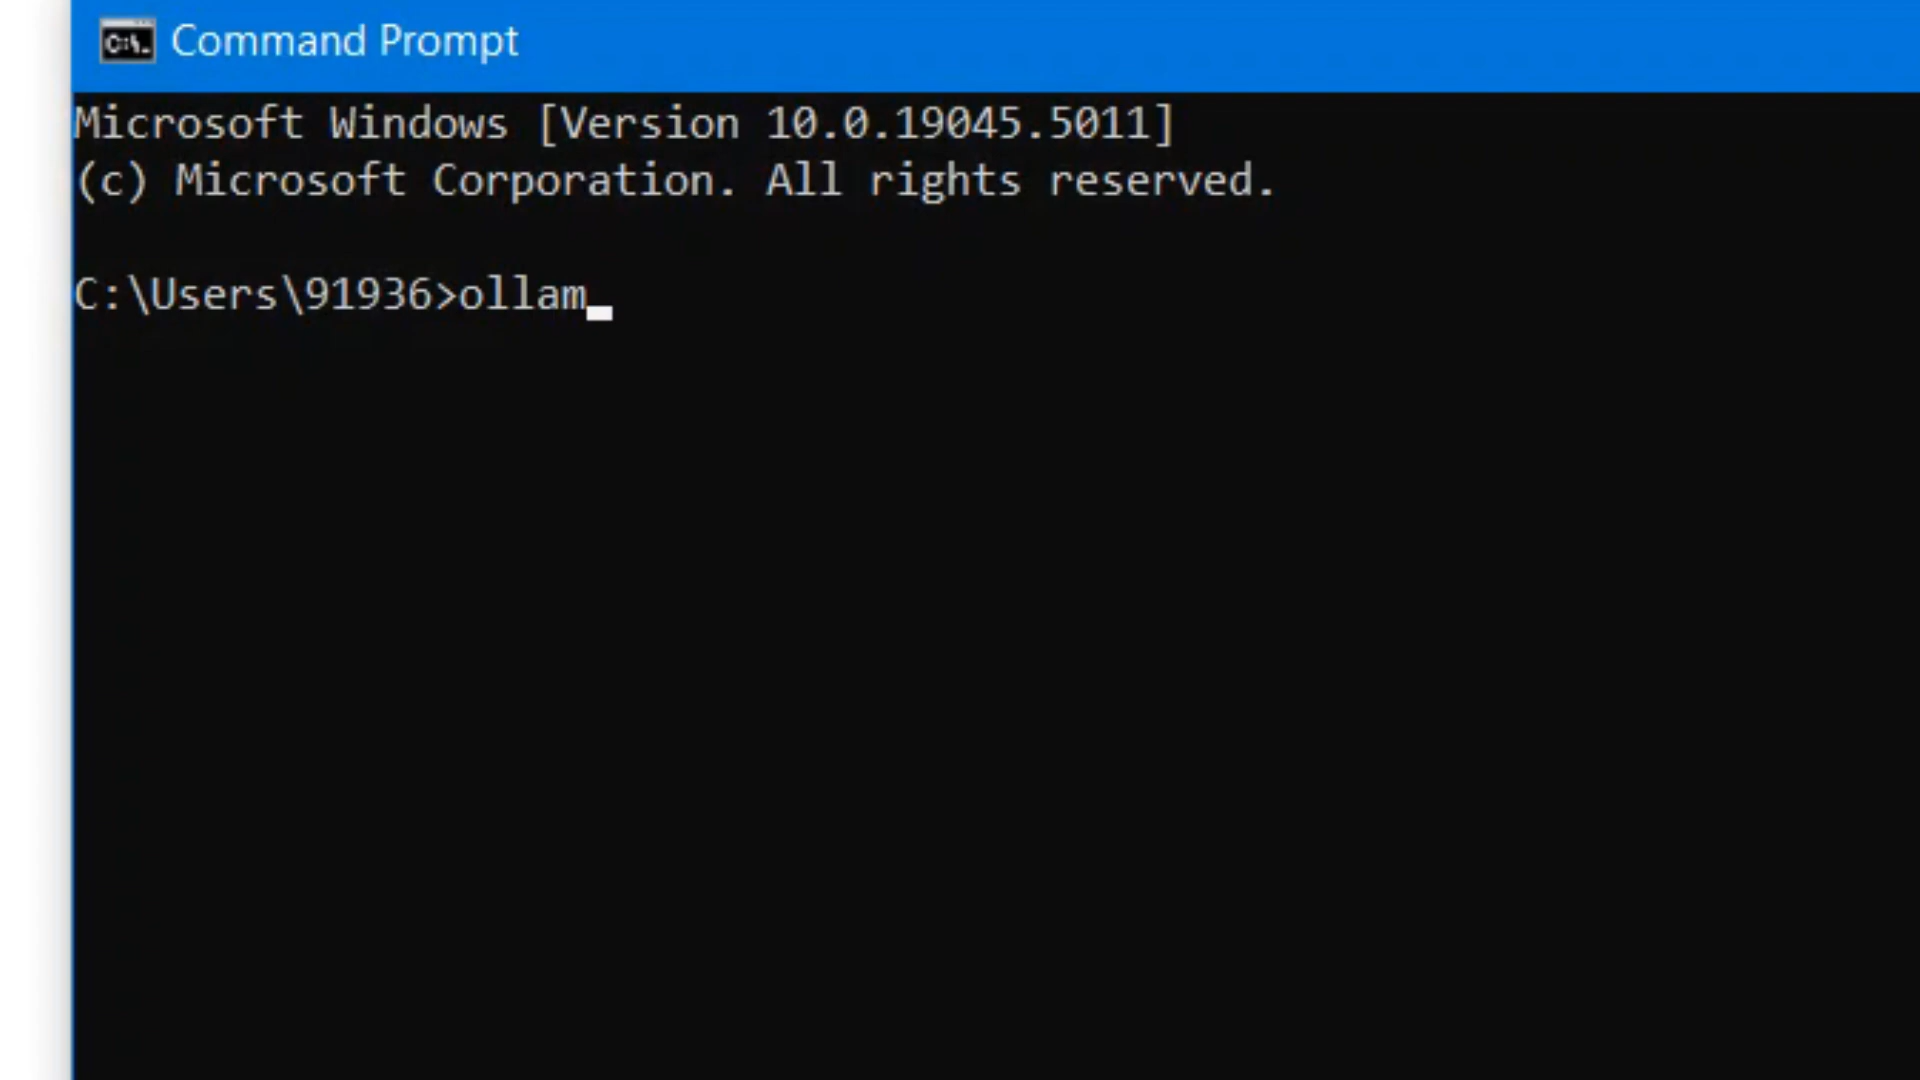 Command Prompt
Microsoft Windows [Version 10.0.19045.5011]
(c) Microsoft Corporation. All rights reserved.
C:\Users\91936>ollam